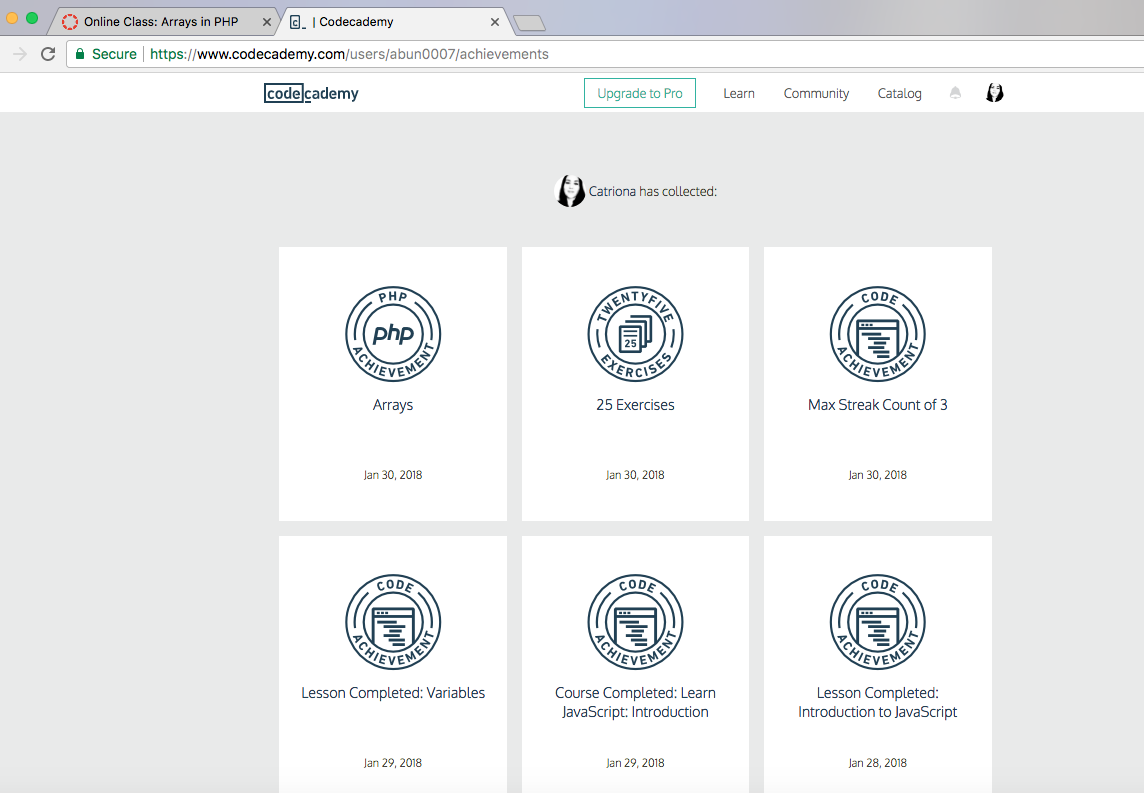 Online Class: Arrays in PHP
c_ | Codecademy
Secure https://www.codecademy.com/users/abun0007/achievements
codecademy Upgrade to Pro Learn Community Catalog
Catriona has collected:
PHP php ACHIEVEMENT TWENTYFIVE 25 EXERCISES CODE ACHIEVEMENT
Arrays 25 Exercises Max Streak Count of 3
Jan 30, 2018 Jan 30, 2018 Jan 30, 2018
CODE ACHIEVEMENT CODE ACHIEVEMENT CODE ACHIEVEMENT
Lesson Completed: Variables Course Completed: Learn Lesson Completed:
JavaScript: Introduction Introduction to JavaScript
Jan 29, 2018 Jan 29, 2018 Jan 28, 2018